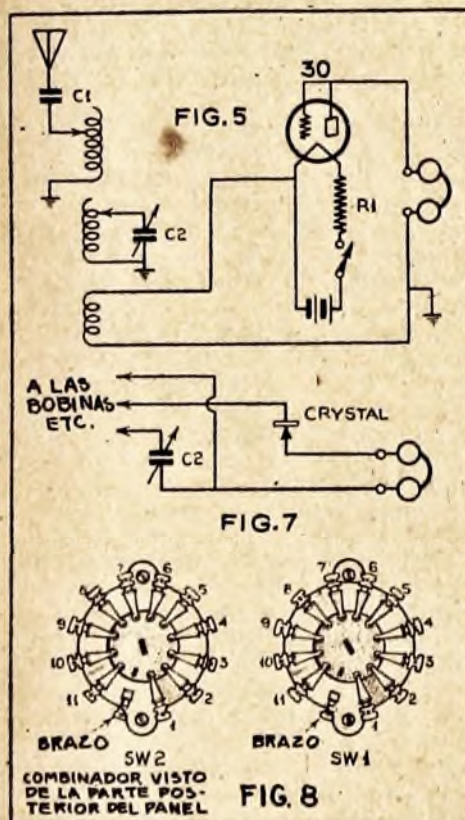 C1
FIG.5
30
R1
C2
A LAS
BOBINAS
ETC.
CRYSTAL
C2
FIG.7
7 6
8 5
9 4
10 3
11 2
1
BRAZO
SW2
7 6
8 5
9 4
10 3
11 2
1
BRAZO
SW1
COMBINADOR VISTO
DE LA PARTE POS-
TERIOR DEL PANEL
FIG. 8